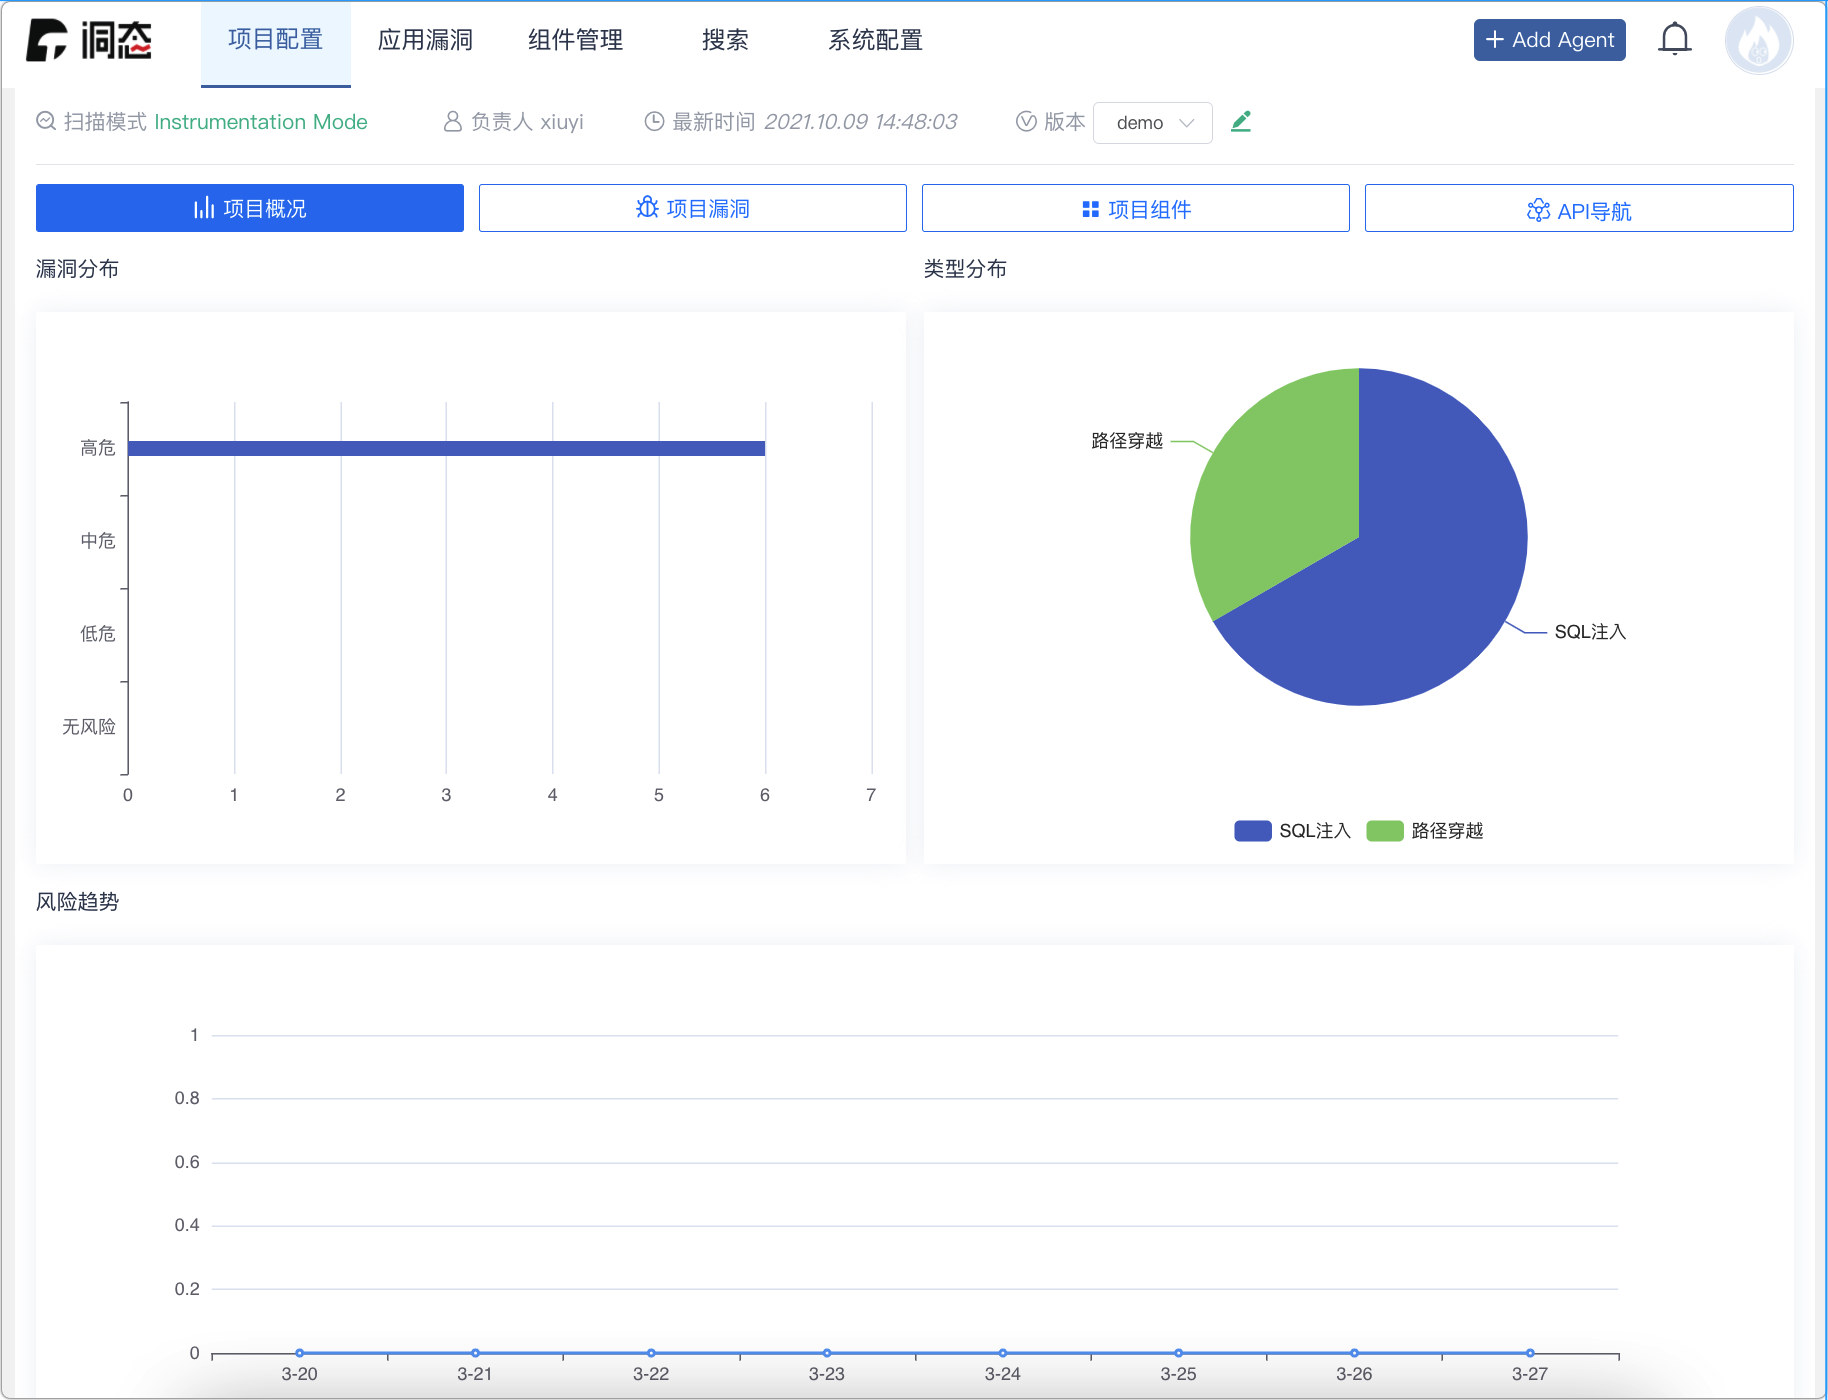 洞态 项目配置 应用漏洞 组件管理 搜索 系统配置 + Add Agent
扫描模式 Instrumentation Mode 负责人 xiuyi 最新时间 2021.10.09 14:48:03 版本 demo
项目概况 项目漏洞 项目组件 API导航
漏洞分布
高危
中危
低危
无风险
0 1 2 3 4 5 6 7
类型分布
路径穿越
SQL注入
SQL注入 路径穿越
风险趋势
1
0.8
0.6
0.4
0.2
0
3-20 3-21 3-22 3-23 3-24 3-25 3-26 3-27